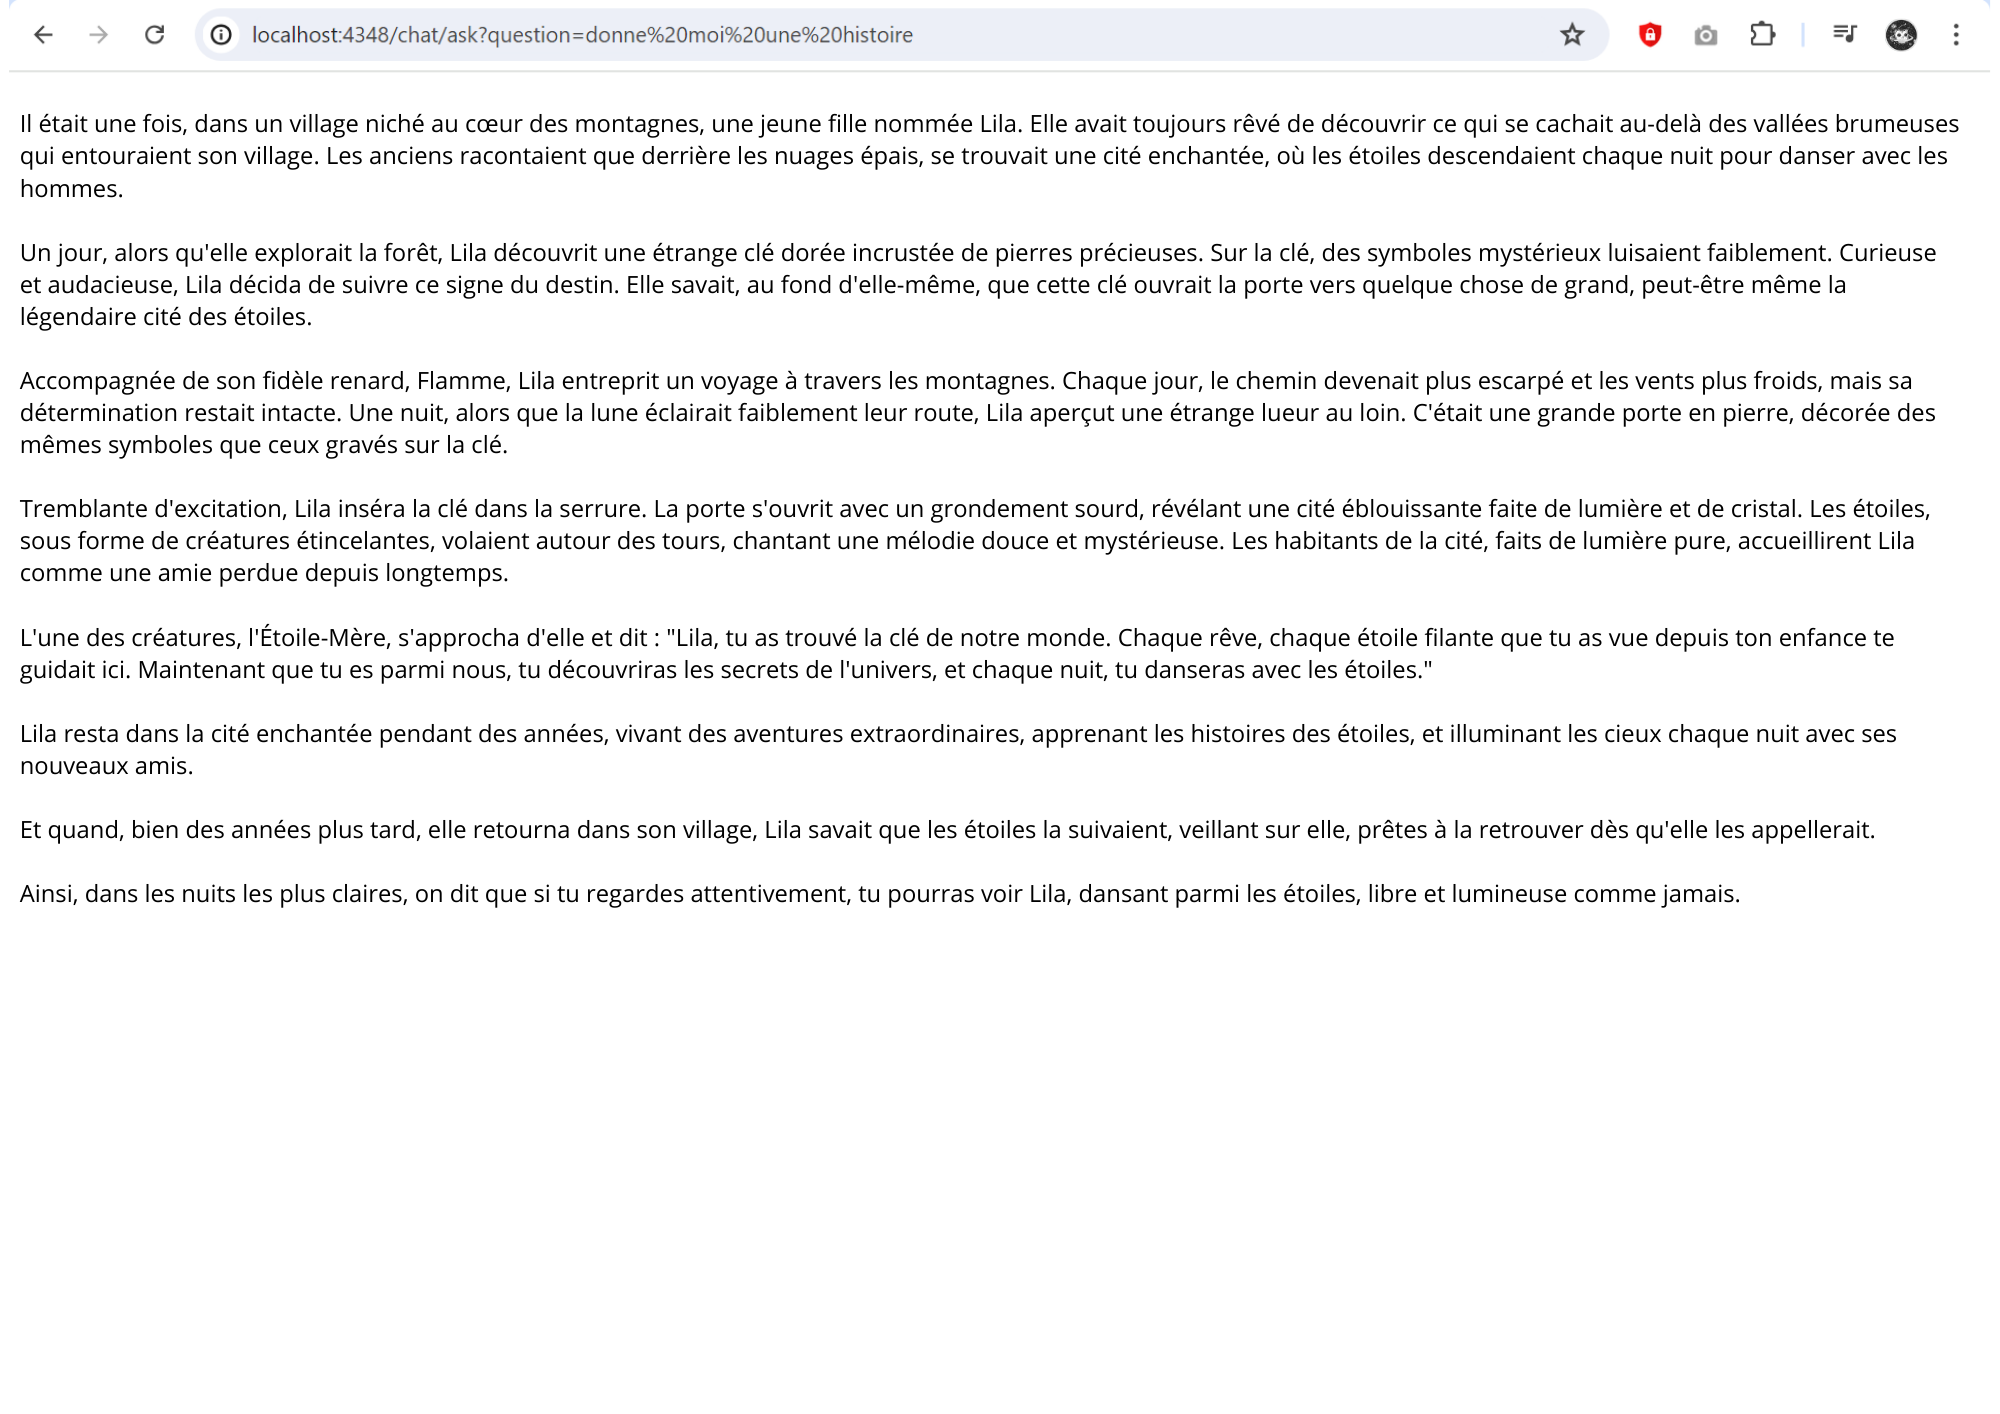 localhost:4348/chat/ask?question=donne%20moi%20une%20histoire
Il était une fois, dans un village niché au cœur des montagnes, une jeune fille nommée Lila. Elle avait toujours rêvé de découvrir ce qui se cachait au-delà des vallées brumeuses
qui entouraient son village. Les anciens racontaient que derrière les nuages épais, se trouvait une cité enchantée, où les étoiles descendaient chaque nuit pour danser avec les
hommes.
Un jour, alors qu'elle explorait la forêt, Lila découvrit une étrange clé dorée incrustée de pierres précieuses. Sur la clé, des symboles mystérieux luisaient faiblement. Curieuse
et audacieuse, Lila décida de suivre ce signe du destin. Elle savait, au fond d'elle-même, que cette clé ouvrait la porte vers quelque chose de grand, peut-être même la
légendaire cité des étoiles.
Accompagnée de son fidèle renard, Flamme, Lila entreprit un voyage à travers les montagnes. Chaque jour, le chemin devenait plus escarpé et les vents plus froids, mais sa
détermination restait intacte. Une nuit, alors que la lune éclairait faiblement leur route, Lila aperçut une étrange lueur au loin. C'était une grande porte en pierre, décorée des
mêmes symboles que ceux gravés sur la clé.
Tremblante d'excitation, Lila inséra la clé dans la serrure. La porte s'ouvrit avec un grondement sourd, révélant une cité éblouissante faite de lumière et de cristal. Les étoiles,
sous forme de créatures étincelantes, volaient autour des tours, chantant une mélodie douce et mystérieuse. Les habitants de la cité, faits de lumière pure, accueillirent Lila
comme une amie perdue depuis longtemps.
L'une des créatures, l'Étoile-Mère, s'approcha d'elle et dit : "Lila, tu as trouvé la clé de notre monde. Chaque rêve, chaque étoile filante que tu as vue depuis ton enfance te
guidait ici. Maintenant que tu es parmi nous, tu découvriras les secrets de l'univers, et chaque nuit, tu danseras avec les étoiles."
Lila resta dans la cité enchantée pendant des années, vivant des aventures extraordinaires, apprenant les histoires des étoiles, et illuminant les cieux chaque nuit avec ses
nouveaux amis.
Et quand, bien des années plus tard, elle retourna dans son village, Lila savait que les étoiles la suivaient, veillant sur elle, prêtes à la retrouver dès qu'elle les appellerait.
Ainsi, dans les nuits les plus claires, on dit que si tu regardes attentivement, tu pourras voir Lila, dansant parmi les étoiles, libre et lumineuse comme jamais.